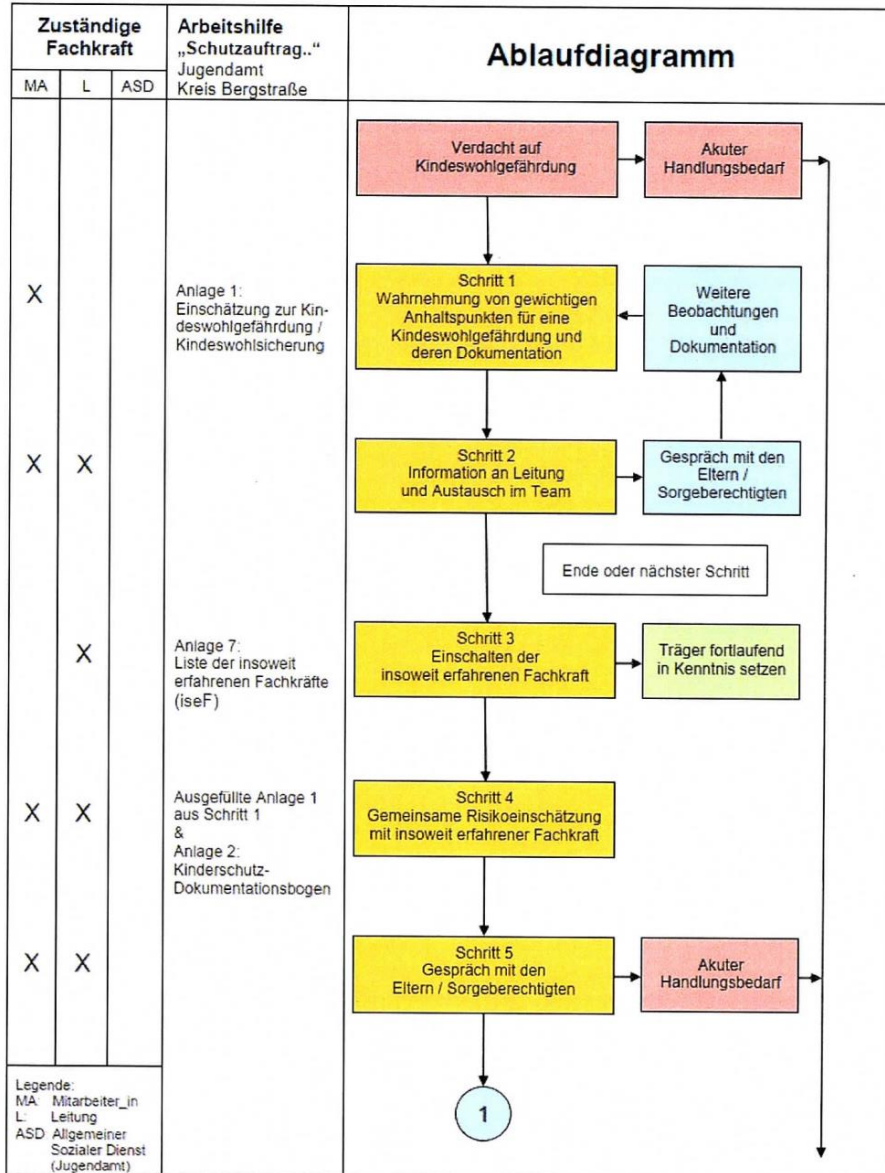 Zuständige
Fachkraft
MA
L
ASD
Arbeitshilfe
„Schutzauftrag..“
Jugendamt
Kreis Bergstraße
Ablaufdiagramm
Verdacht auf
Kindeswohlgefährdung
Akuter
Handlungsbedarf
X
Anlage 1:
Einschätzung zur Kin-
deswohlgefährdung /
Kindeswohlsicherung
Schritt 1
Wahrnehmung von gewichtigen
Anhaltspunkten für eine
Kindeswohlgefährdung und
deren Dokumentation
Weitere
Beobachtungen
und
Dokumentation
X X
Schritt 2
Information an Leitung
und Austausch im Team
Gespräch mit den
Eltern /
Sorgeberechtigten
Ende oder nächster Schritt
X
Anlage 7:
Liste der insoweit
erfahrenen Fachkräfte
(iseF)
Schritt 3
Einschalten der
insoweit erfahrenen Fachkraft
Träger fortlaufend
in Kenntnis setzen
X X
Ausgefüllte Anlage 1
aus Schritt 1
&
Anlage 2:
Kinderschutz-
Dokumentationsbogen
Schritt 4
Gemeinsame Risikoeinschätzung
mit insoweit erfahrener Fachkraft
X X
Schritt 5
Gespräch mit den
Eltern / Sorgeberechtigten
Akuter
Handlungsbedarf
1
Legende:
MA: Mitarbeiter_in
L: Leitung
ASD Allgemeiner
Sozialer Dienst
(Jugendamt)